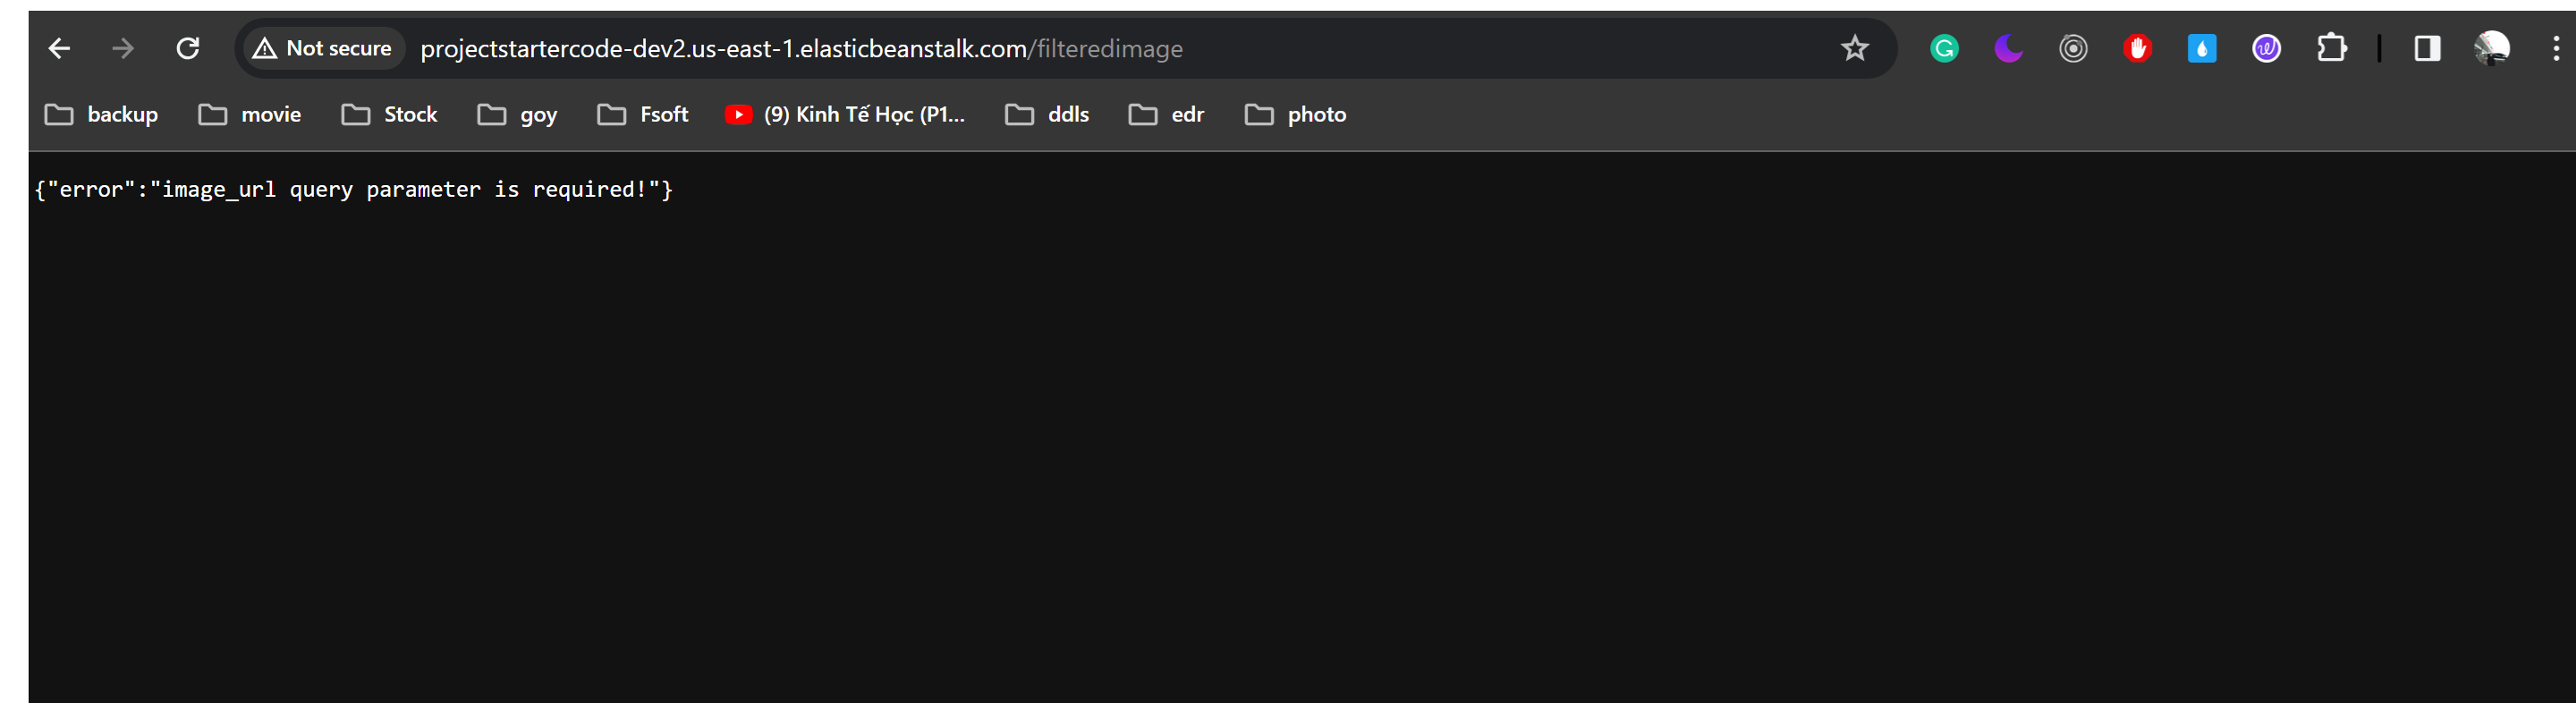 Not secure projectstartercode-dev2.us-east-1.elasticbeanstalk.com/filteredimage
backup movie Stock goy Fsoft (9) Kinh Tế Học (P1... ddls edr photo
{"error":"image_url query parameter is required!"}